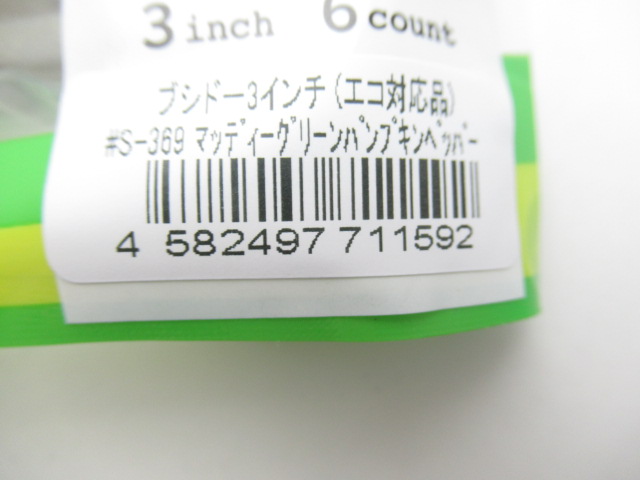 3 inch 6 count
ブシドー3インチ(エコ対応品)
#S-369 マッディーグリーンパンプキンペッパー
4 582497 711592